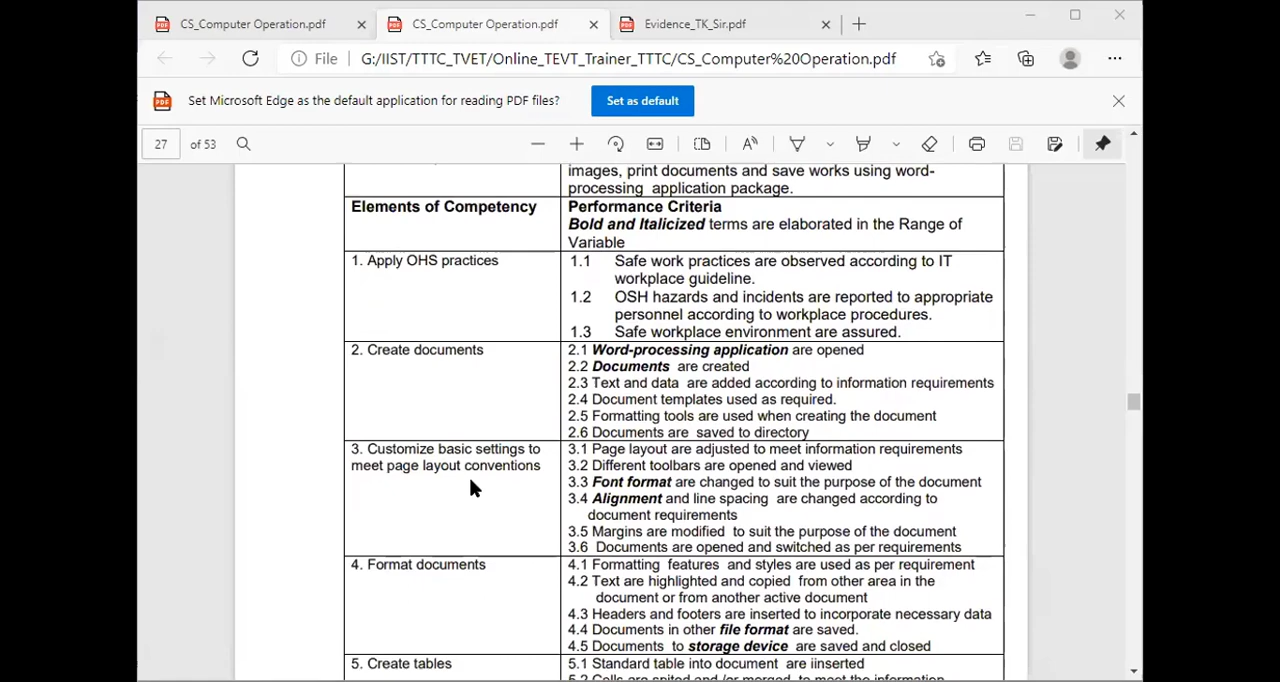 CS_Computer Operation.pdf
CS_Computer Operation.pdf
Evidence_TK_Sir.pdf
File
G:/IIST/TTTC_TVET/Online_TEVT_Trainer_TTTC/CS_Computer%20Operation.pdf
Set Microsoft Edge as the default application for reading PDF files?
Set as default
27 of 53
images, print documents and save works using word-
processing application package.
Elements of Competency
Performance Criteria
Bold and Italicized terms are elaborated in the Range of
Variable
1. Apply OHS practices
1.1 Safe work practices are observed according to IT
workplace guideline.
1.2 OSH hazards and incidents are reported to appropriate
personnel according to workplace procedures.
1.3 Safe workplace environment are assured.
2. Create documents
2.1 Word-processing application are opened
2.2 Documents are created
2.3 Text and data are added according to information requirements
2.4 Document templates used as required.
2.5 Formatting tools are used when creating the document
2.6 Documents are saved to directory
3. Customize basic settings to
meet page layout conventions
3.1 Page layout are adjusted to meet information requirements
3.2 Different toolbars are opened and viewed
3.3 Font format are changed to suit the purpose of the document
3.4 Alignment and line spacing are changed according to
document requirements
3.5 Margins are modified to suit the purpose of the document
3.6 Documents are opened and switched as per requirements
4. Format documents
4.1 Formatting features and styles are used as per requirement
4.2 Text are highlighted and copied from other area in the
document or from another active document
4.3 Headers and footers are inserted to incorporate necessary data
4.4 Documents in other file format are saved.
4.5 Documents to storage device are saved and closed
5. Create tables
5.1 Standard table into document are iinserted
5.2 Cells are spited and /or merged to meet the information